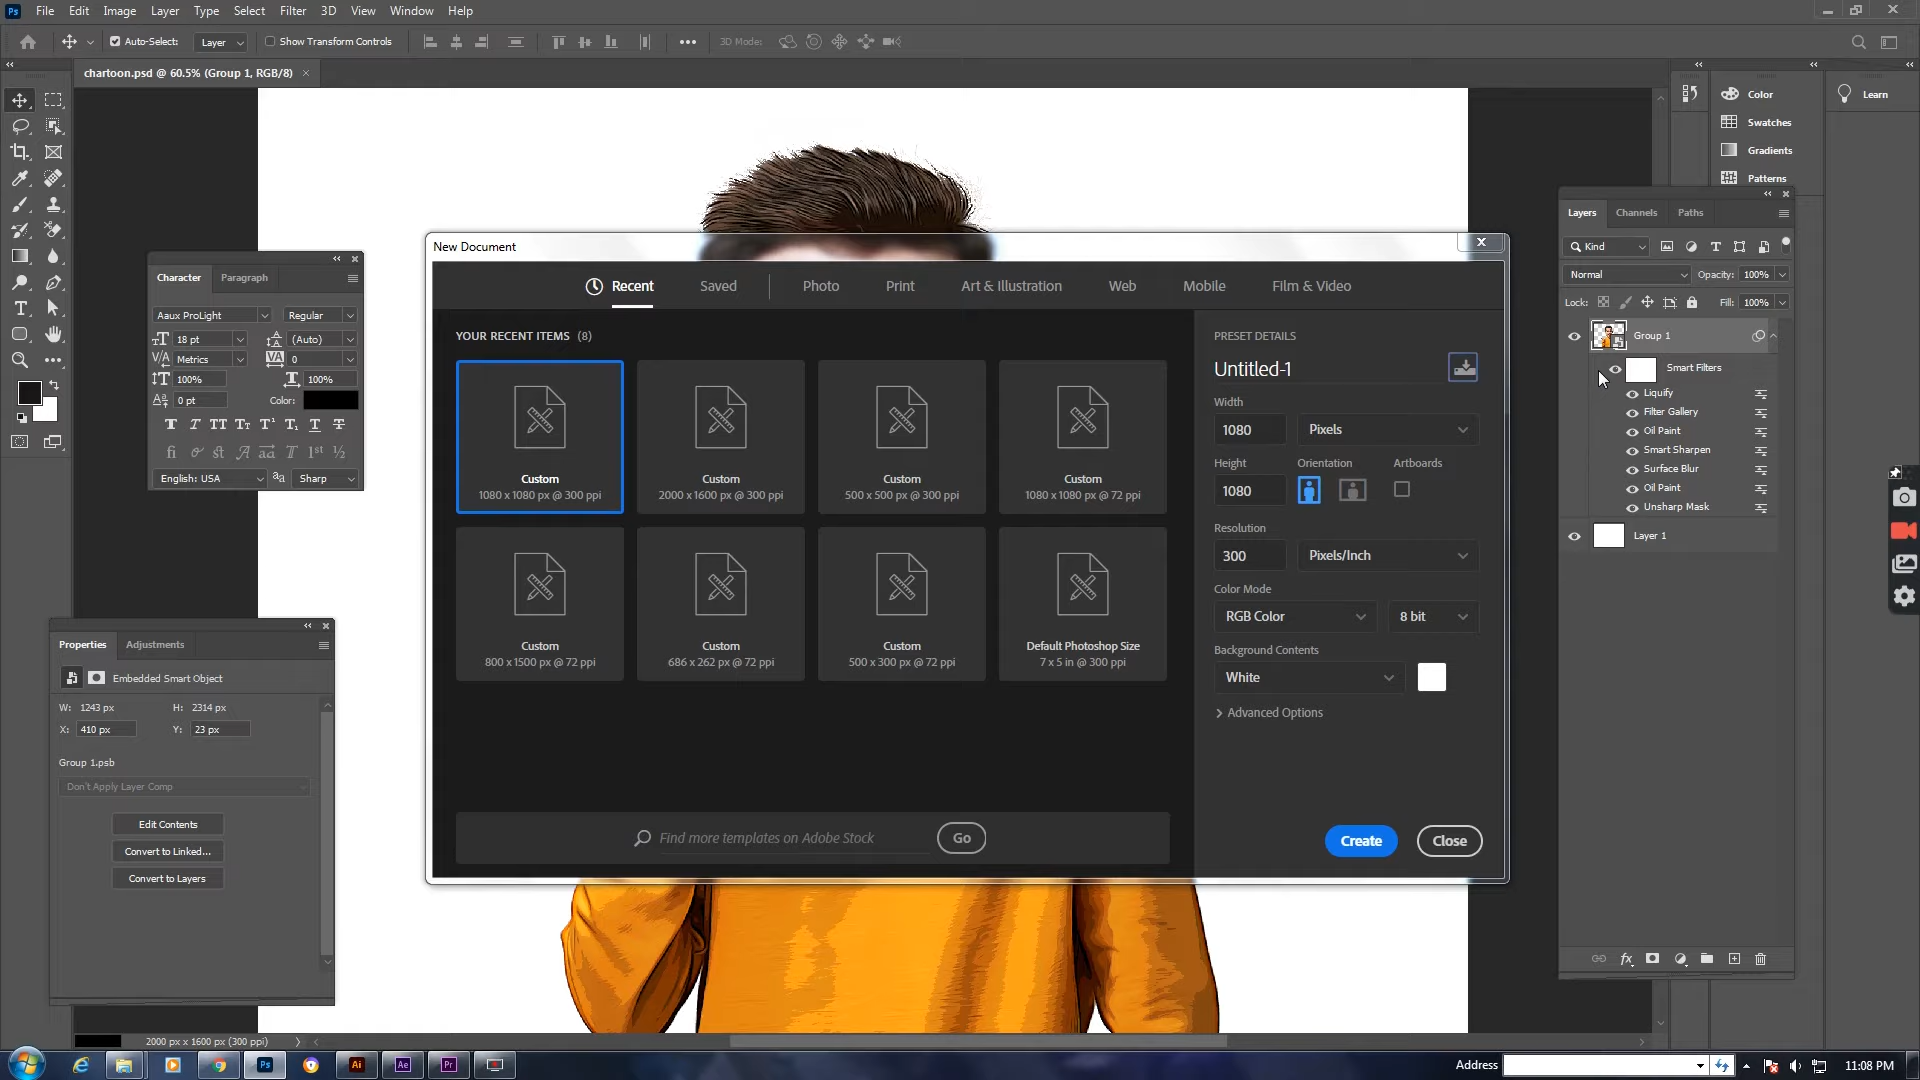 Ps File Edit Image Layer Type Select Filter 3D View Window Help
Auto-Select: Layer Show Transform Controls 3D Mode:
chartoon.psd @ 60.5% (Group 1, RGB/8) ×
Color
Learn
Swatches
Gradients
Patterns
Layers Channels Paths
Kind
Normal Opacity: 100%
Lock: Fill: 100%
Group 1
Smart Filters
Liquify
Filter Gallery
Oil Paint
Smart Sharpen
Surface Blur
Oil Paint
Unsharp Mask
Layer 1
fx
Character Paragraph
Aaux ProLight Regular
18 pt (Auto)
Metrics 0
100% 100%
0 pt Color:
English: USA aa Sharp
Properties Adjustments
Embedded Smart Object
W: 1243 px H: 2314 px
X: 410 px Y: 23 px
Group 1.psb
Don't Apply Layer Comp
Edit Contents
Convert to Linked...
Convert to Layers
New Document
Recent Saved Photo Print Art & Illustration Web Mobile Film & Video
YOUR RECENT ITEMS (8)
Custom
1080 x 1080 px @ 300 ppi
Custom
2000 x 1600 px @ 300 ppi
Custom
500 x 500 px @ 300 ppi
Custom
1080 x 1080 px @ 72 ppi
Custom
800 x 1500 px @ 72 ppi
Custom
686 x 262 px @ 72 ppi
Custom
500 x 300 px @ 72 ppi
Default Photoshop Size
7 x 5 in @ 300 ppi
Find more templates on Adobe Stock Go
PRESET DETAILS
Untitled-1
Width
1080 Pixels
Height Orientation Artboards
1080
Resolution
300 Pixels/Inch
Color Mode
RGB Color 8 bit
Background Contents
White
Advanced Options
Create Close
2000 px x 1600 px (300 ppi)
Ps Ai Ae Pr Address 11:08 PM